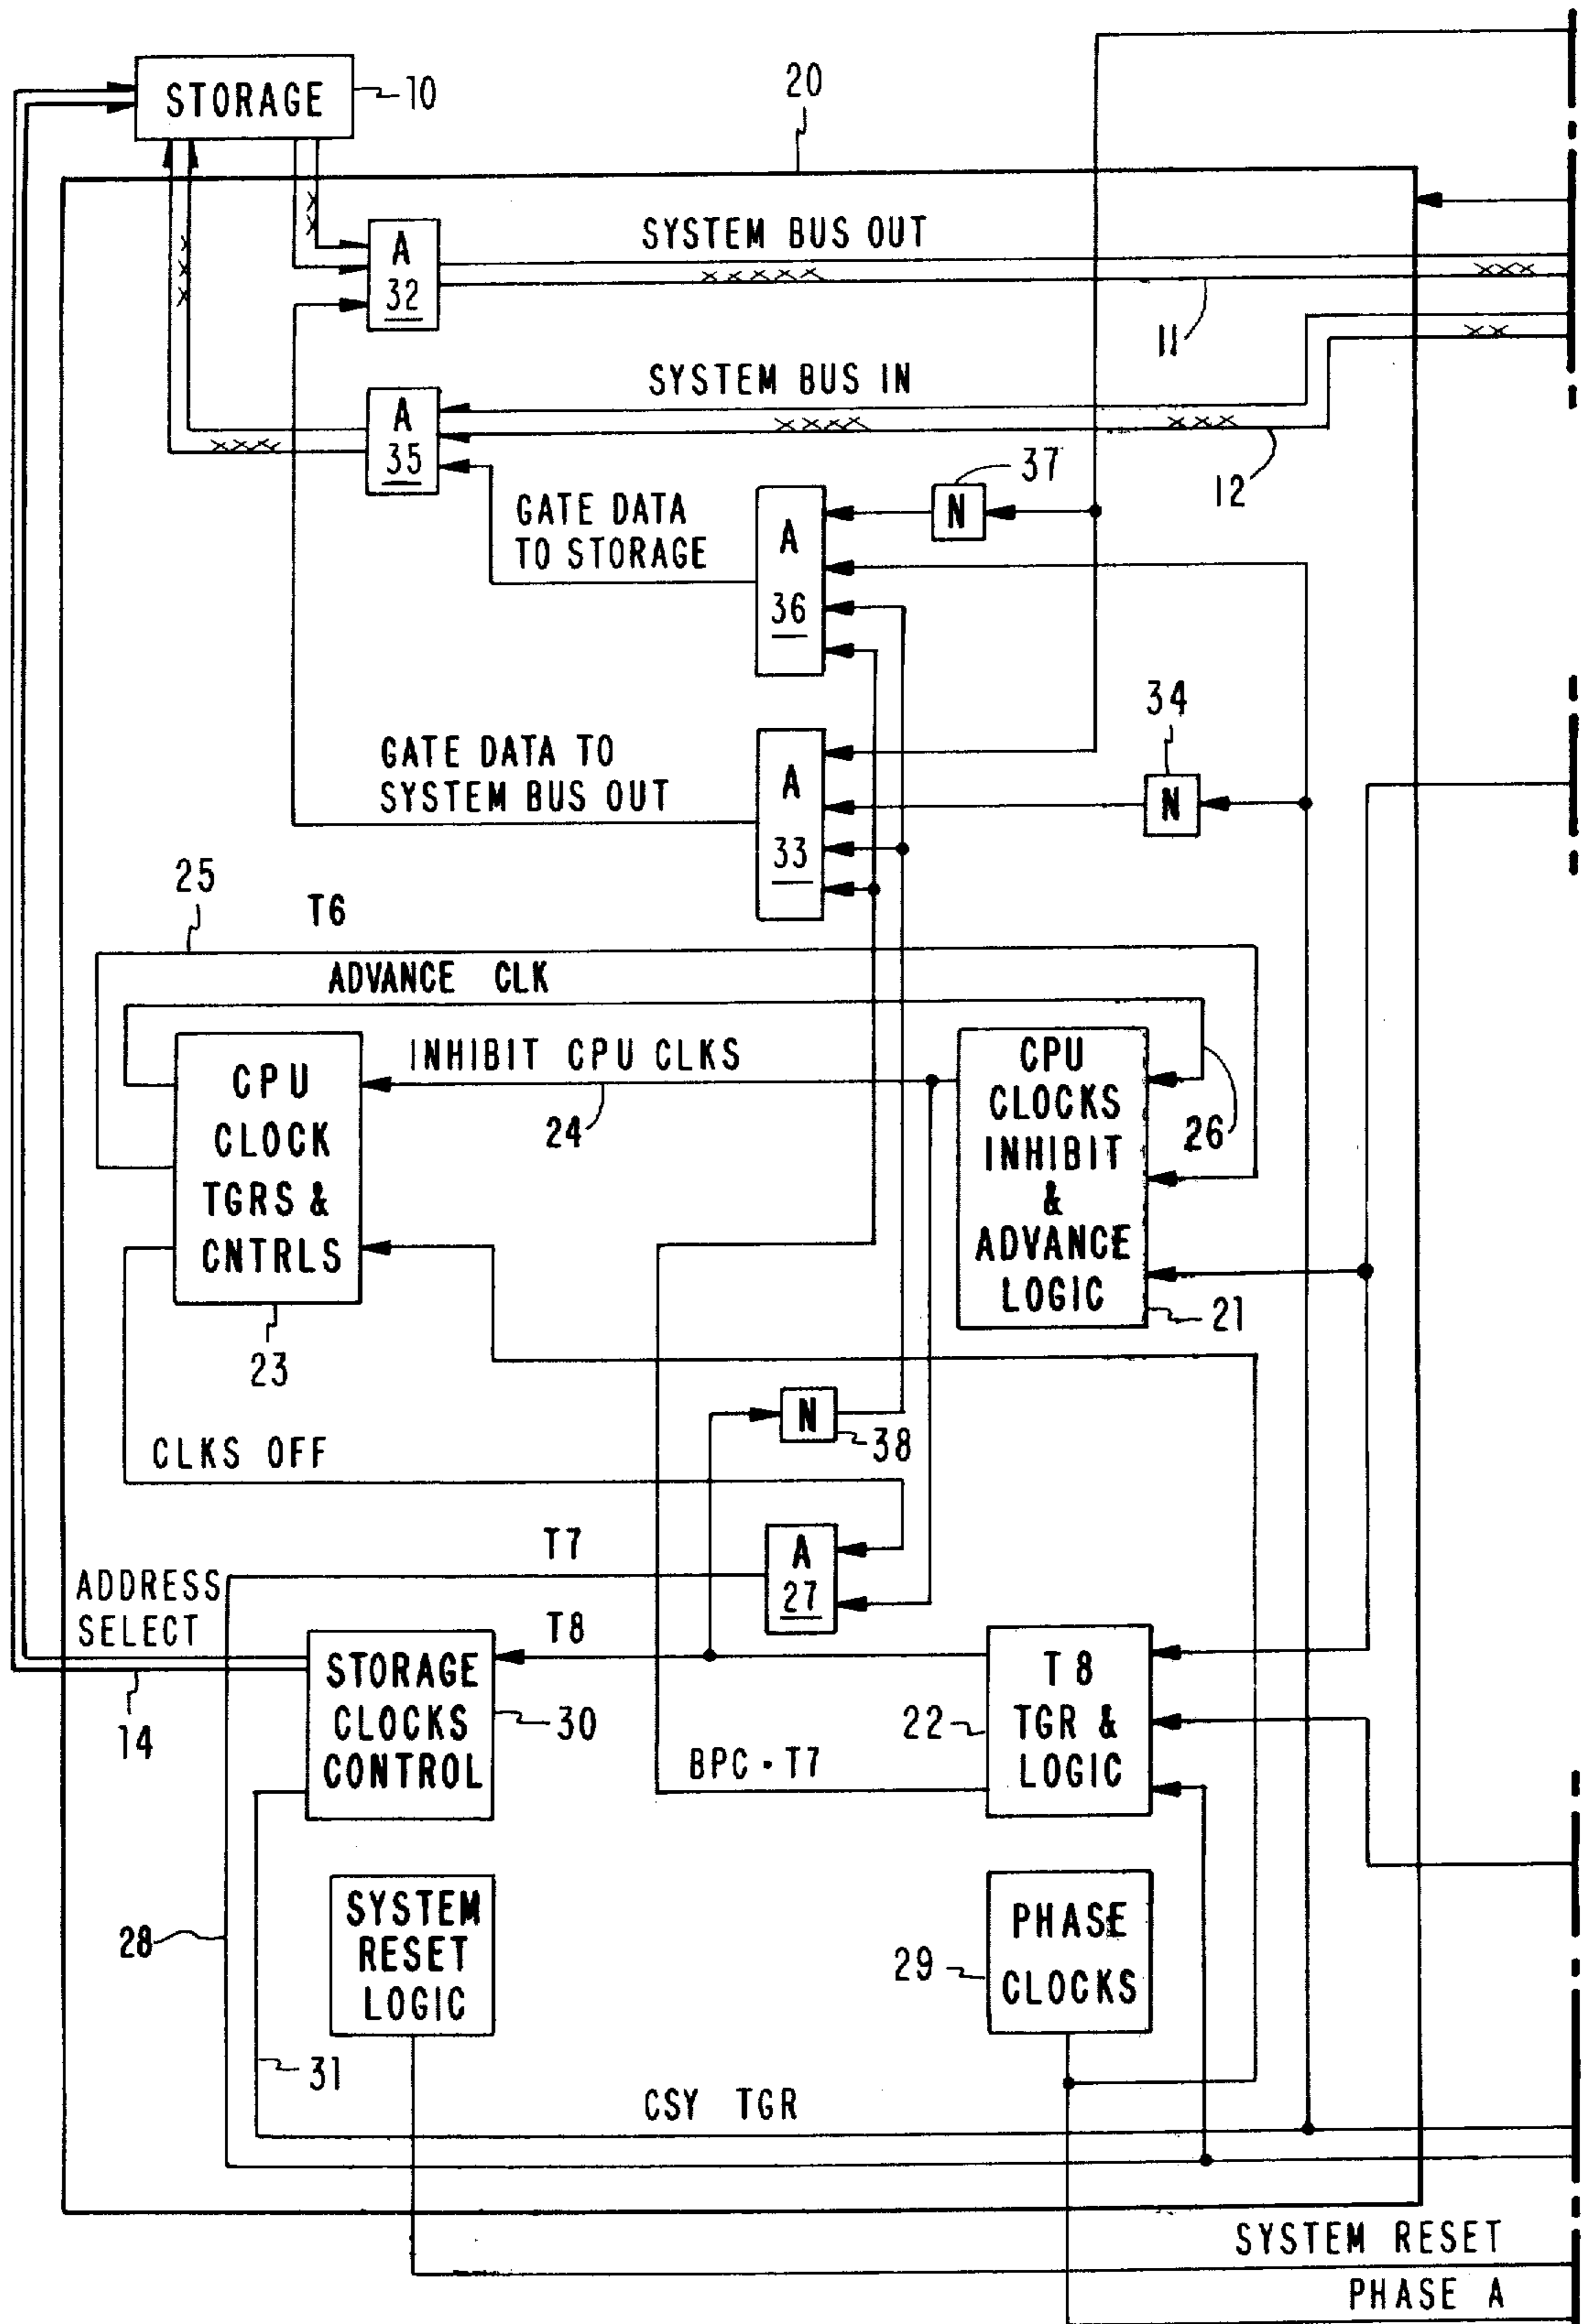 20
STORAGE
10
SYSTEM BUS OUT
A
32
11
SYSTEM BUS IN
A
35
12
37
N
GATE DATA
TO STORAGE
A
36
34
GATE DATA TO
SYSTEM BUS OUT
A
33
N
25
T6
ADVANCE CLK
INHIBIT CPU CLKS
24
26
CPU
CLOCK
TGRS &
CNTRLS
23
CPU
CLOCKS
INHIBIT
&
ADVANCE
LOGIC
21
N
38
CLKS OFF
T7
A
27
ADDRESS
SELECT
14
T8
STORAGE
CLOCKS
CONTROL
30
T8
TGR &
LOGIC
22
BPC · T7
SYSTEM
RESET
LOGIC
28
PHASE
CLOCKS
29
31
CSY TGR
SYSTEM RESET
PHASE A